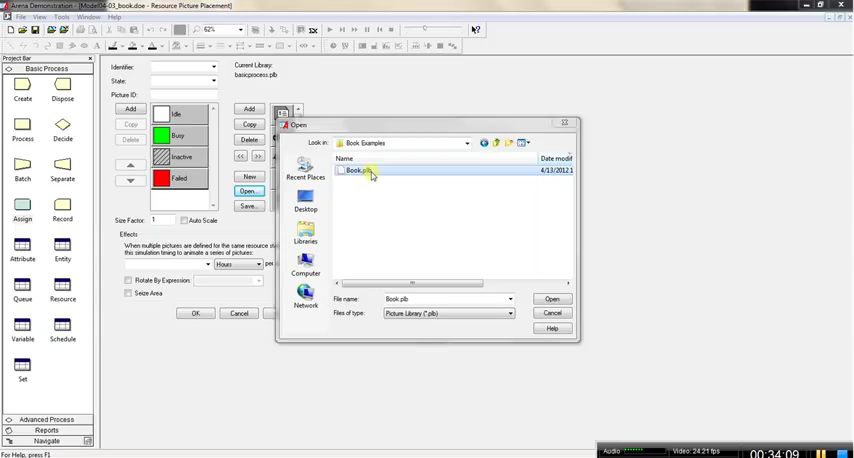 Arena Demonstration - [Model04-03_book.doe - Resource Picture Placement]
File View Tools Window Help
62%
Project Bar
Basic Process
Create Dispose
Process Decide
Batch Separate
Assign Record
Attribute Entity
Queue Resource
Variable Schedule
Set
Advanced Process
Reports
Navigate
For Help, press F1
Identifier:
State:
Picture ID:
Current Library:
basicprocess.plb
Add
Copy
Delete
Idle
Busy
Inactive
Failed
Add
Copy
Delete
<< >>
New
Open...
Save...
Size Factor: 1 Auto Scale
Effects
When multiple pictures are defined for the same resource sta
this simulation timing to animate a series of pictures:
Hours per
Rotate By Expression:
Seize Area
OK Cancel
Open
Look in: Book Examples
Name Date modif
Book.plb 4/13/2012 1
Recent Places
Desktop
Libraries
Computer
Network
File name: Book.plb Open
Files of type: Picture Library (*.plb) Cancel
Help
Audio Video: 24.21 fps 00:34:09